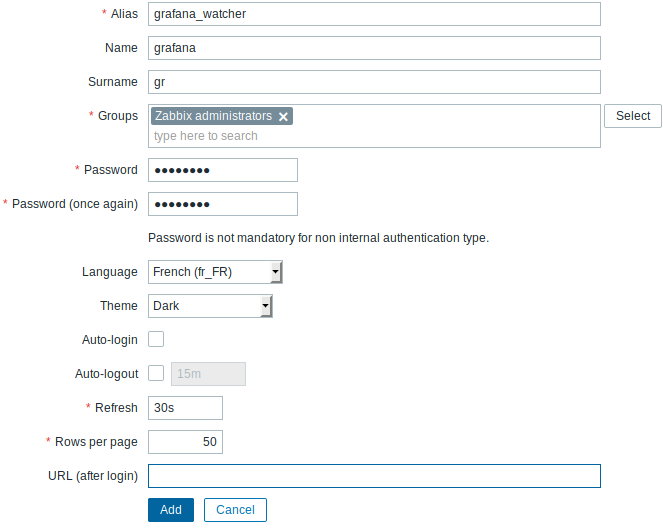 * Alias grafana_watcher
Name grafana
Surname gr
* Groups Zabbix administrators Select
type here to search
* Password ●●●●●●●●
* Password (once again) ●●●●●●●●
Password is not mandatory for non internal authentication type.
Language French (fr_FR)
Theme Dark
Auto-login
Auto-logout 15m
* Refresh 30s
* Rows per page 50
URL (after login)
Add Cancel